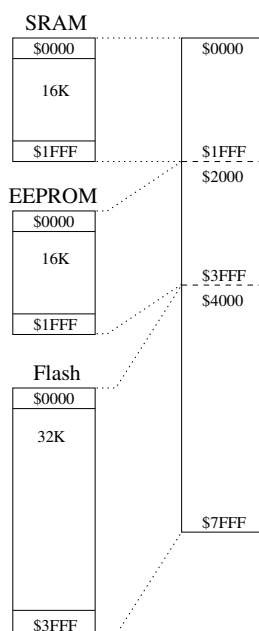 SRAM
$0000
16K
$1FFF
EEPROM
$0000
16K
$1FFF
Flash
$0000
32K
$3FFF
$0000
$1FFF
$2000
$3FFF
$4000
$7FFF